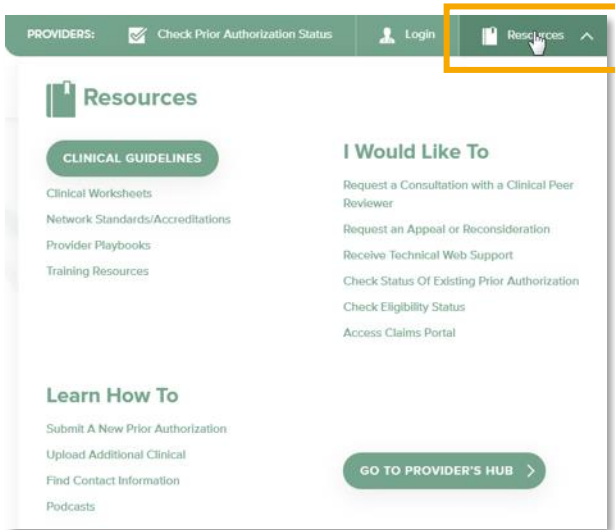 PROVIDERS: Check Prior Authorization Status Login Resources
Resources
CLINICAL GUIDELINES
Clinical Worksheets
Network Standards/Accreditations
Provider Playbooks
Training Resources
I Would Like To
Request a Consultation with a Clinical Peer
Reviewer
Request an Appeal or Reconsideration
Receive Technical Web Support
Check Status Of Existing Prior Authorization
Check Eligibility Status
Access Claims Portal
Learn How To
Submit A New Prior Authorization
Upload Additional Clinical
Find Contact Information
Podcasts
GO TO PROVIDER'S HUB